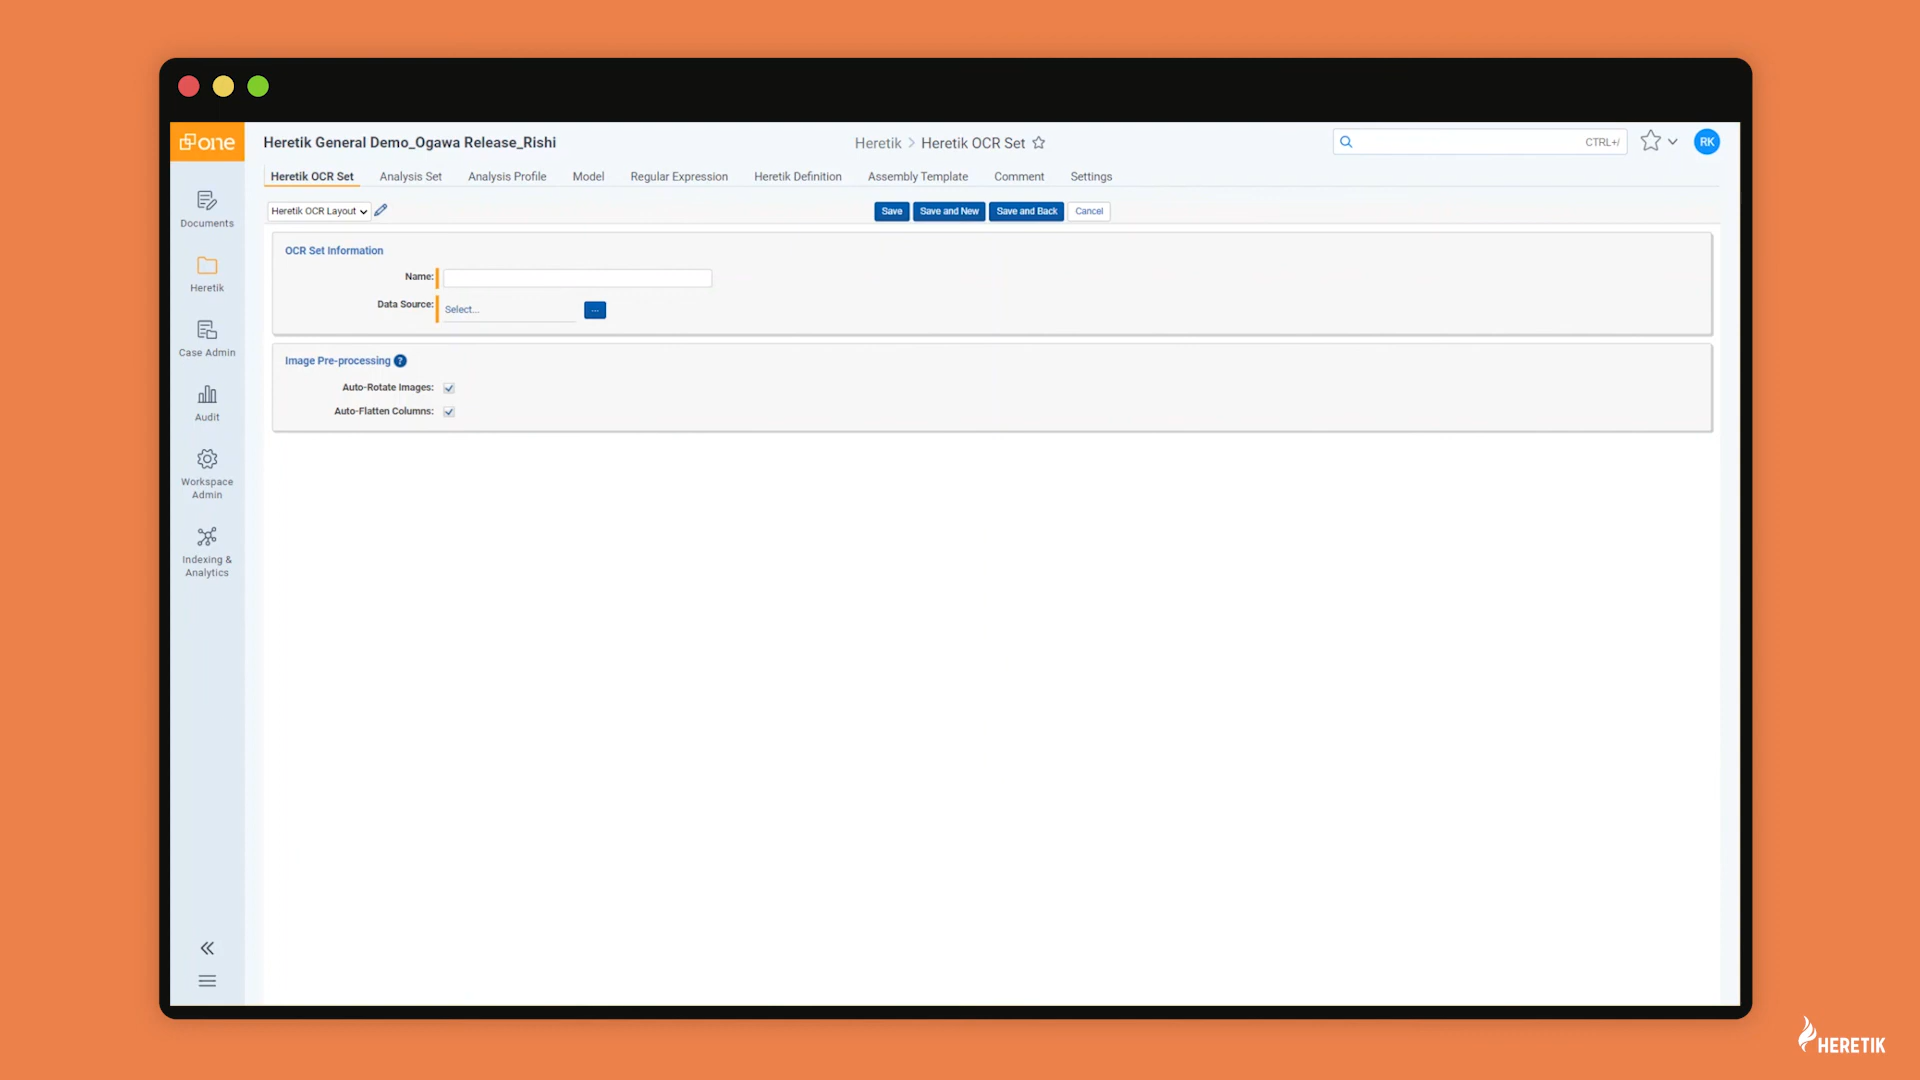 one
Heretik General Demo_Ogawa Release_Rishi
Heretik > Heretik OCR Set
CTRL+/
RK
Heretik OCR Set Analysis Set Analysis Profile Model Regular Expression Heretik Definition Assembly Template Comment Settings
Heretik OCR Layout
Save Save and New Save and Back Cancel
OCR Set Information
Name:
Data Source: Select... ...
Image Pre-processing ?
Auto-Rotate Images:
Auto-Flatten Columns:
Documents
Heretik
Case Admin
Audit
Workspace
Admin
Indexing &
Analytics
HERETIK